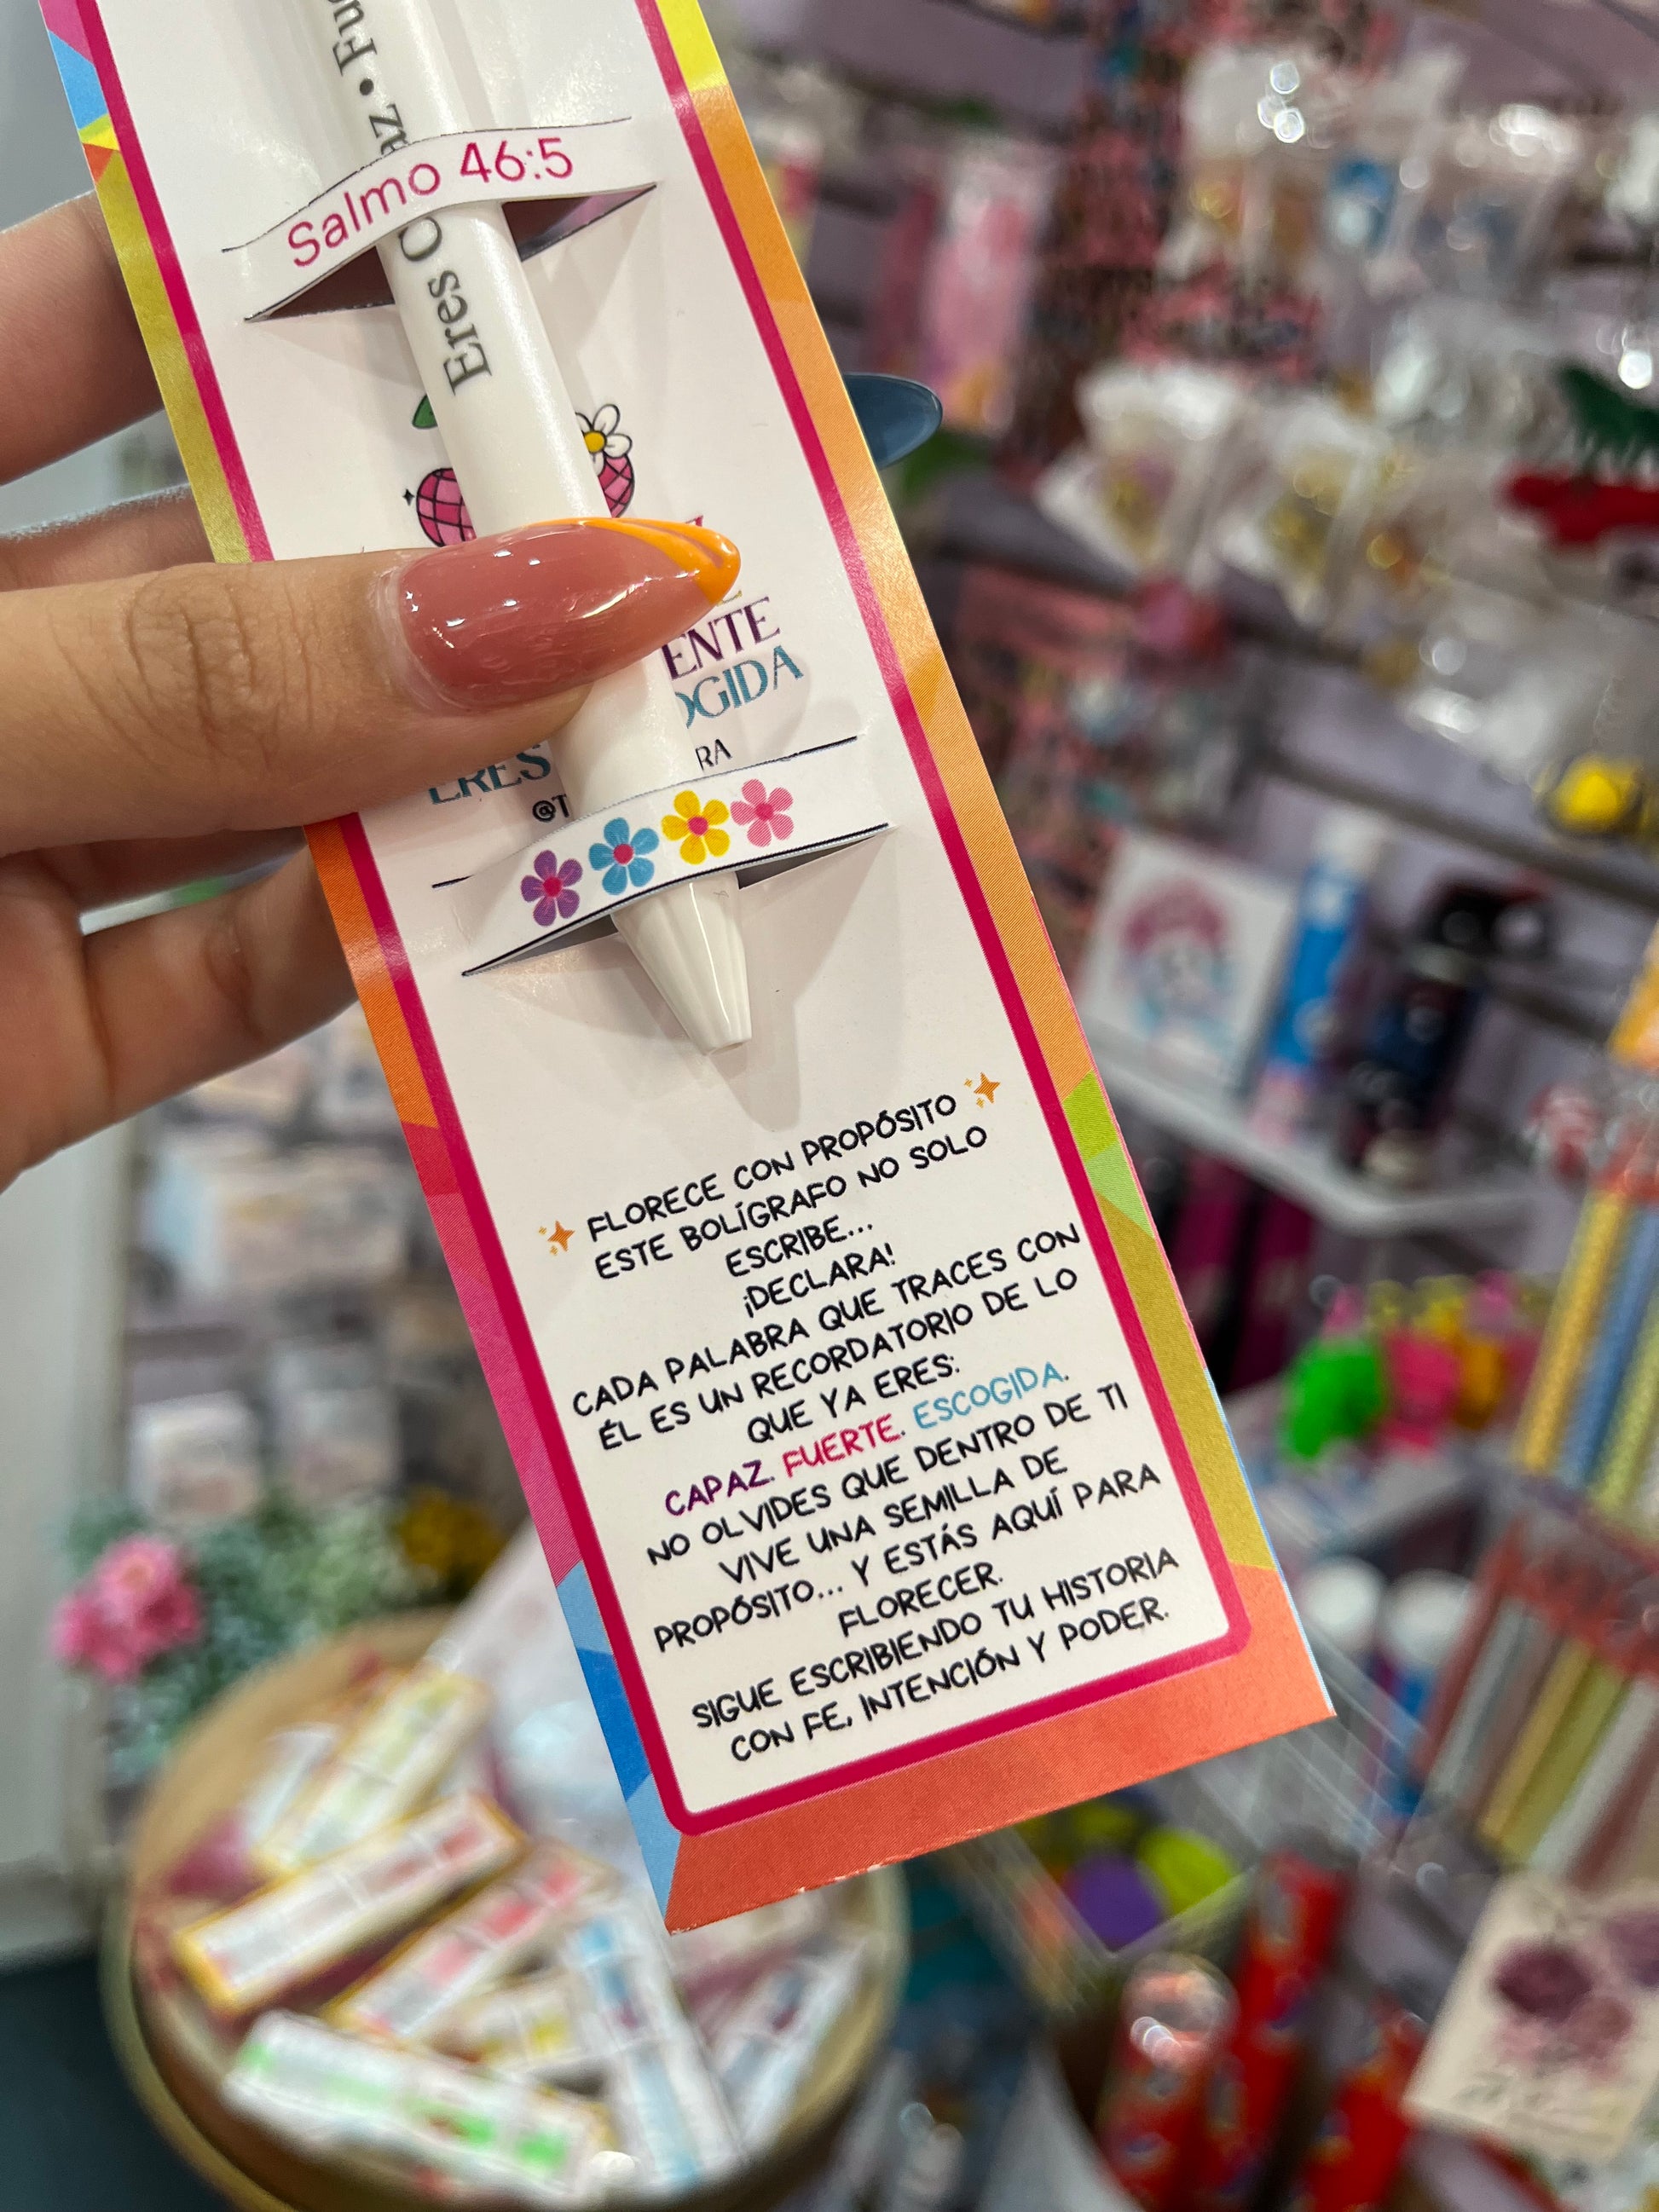 Salmo 46:5
Eres
ERES
✨ FLORECE CON PROPÓSITO ✨
ESTE BOLÍGRAFO NO SOLO
ESCRIBE...
¡DECLARA!
CADA PALABRA QUE TRACES CON
ÉL ES UN RECORDATORIO DE LO
QUE YA ERES:
CAPAZ. FUERTE. ESCOGIDA.
NO OLVIDES QUE DENTRO DE TI
VIVE UNA SEMILLA DE
PROPÓSITO... Y ESTÁS AQUÍ PARA
FLORECER.
SIGUE ESCRIBIENDO TU HISTORIA
CON FE, INTENCIÓN Y PODER.